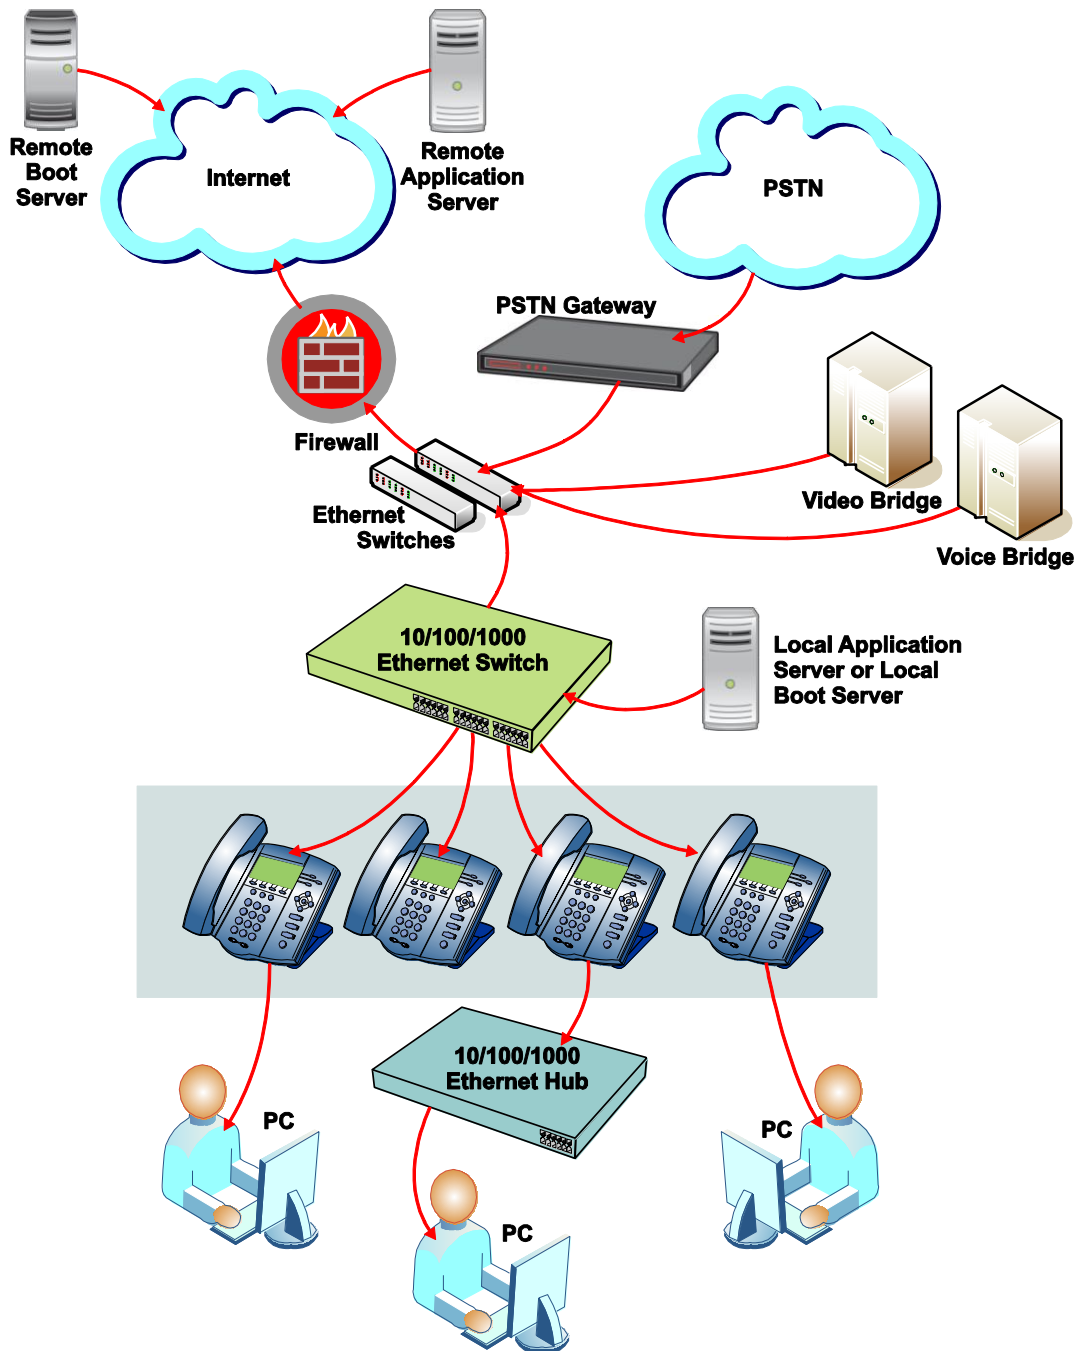 Remote
Boot
Server
Internet
Remote
Application
Server
PSTN
PSTN Gateway
Firewall
Ethernet
Switches
Video Bridge
Voice Bridge
10/100/1000
Ethernet Switch
Local Application
Server or Local
Boot Server
10/100/1000
Ethernet Hub
PC
PC
PC